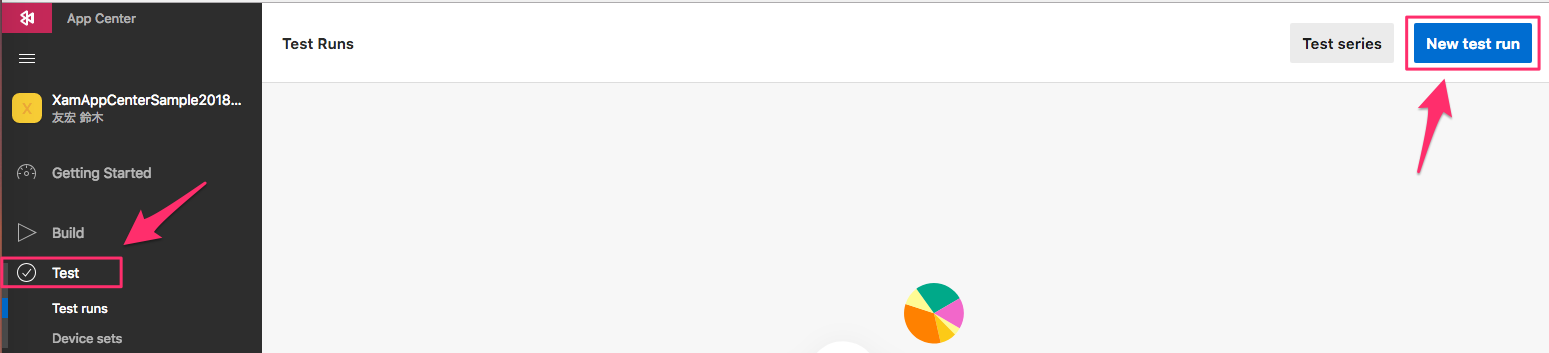 App Center
Test Runs
Test series
New test run
X
XamAppCenterSample2018...
友宏 鈴木
Getting Started
Build
Test
Test runs
Device sets